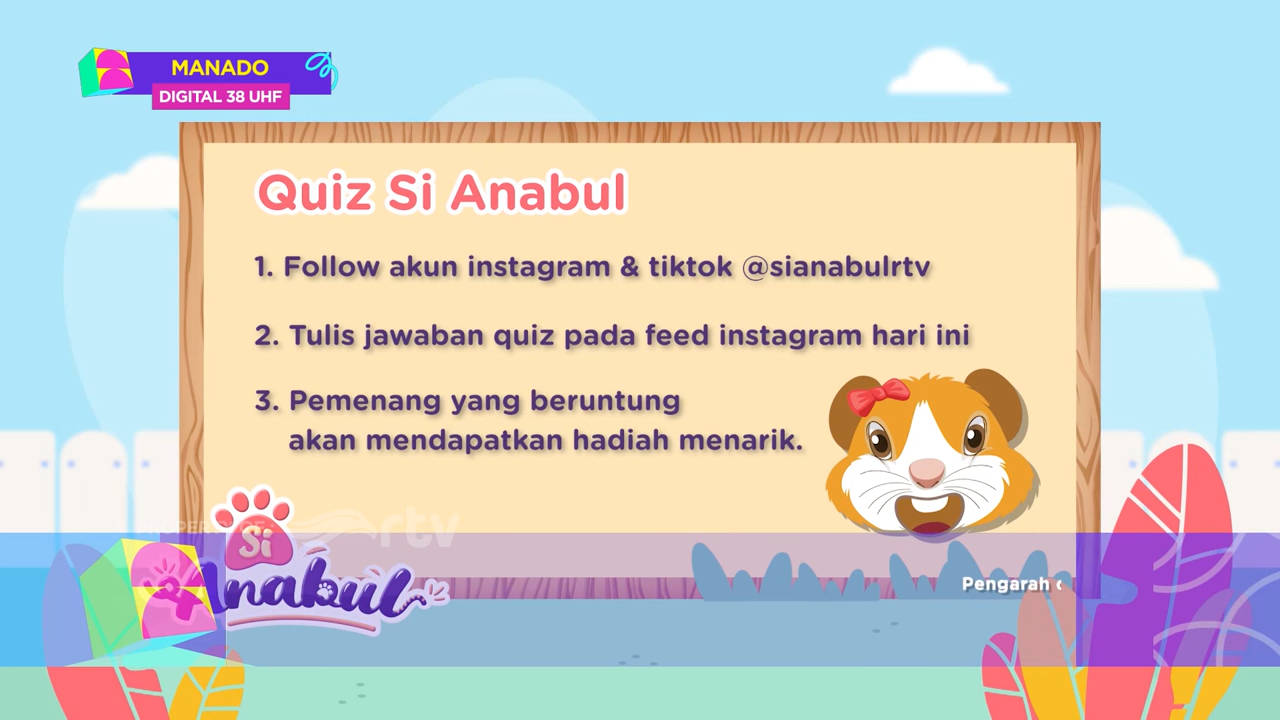 MANADO
DIGITAL 38 UHF
Quiz Si Anabul
1. Follow akun instagram & tiktok @sianabulrtv
2. Tulis jawaban quiz pada feed instagram hari ini
3. Pemenang yang beruntung
akan mendapatkan hadiah menarik.
rtv
Si
Anabul
Pengarah